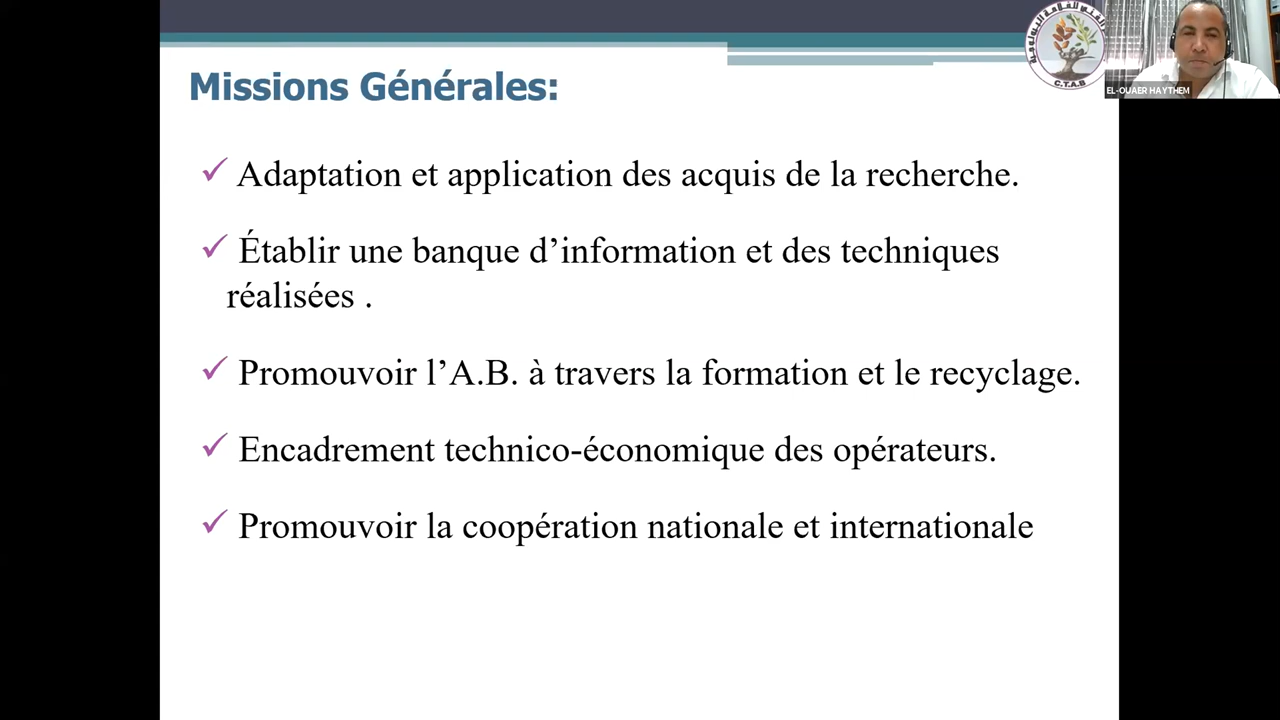 Missions Générales:
C.T.A.B
EL-OUAER HAYTHEM
✓ Adaptation et application des acquis de la recherche.
✓ Établir une banque d’information et des techniques
réalisées .
✓ Promouvoir l’A.B. à travers la formation et le recyclage.
✓ Encadrement technico-économique des opérateurs.
✓ Promouvoir la coopération nationale et internationale